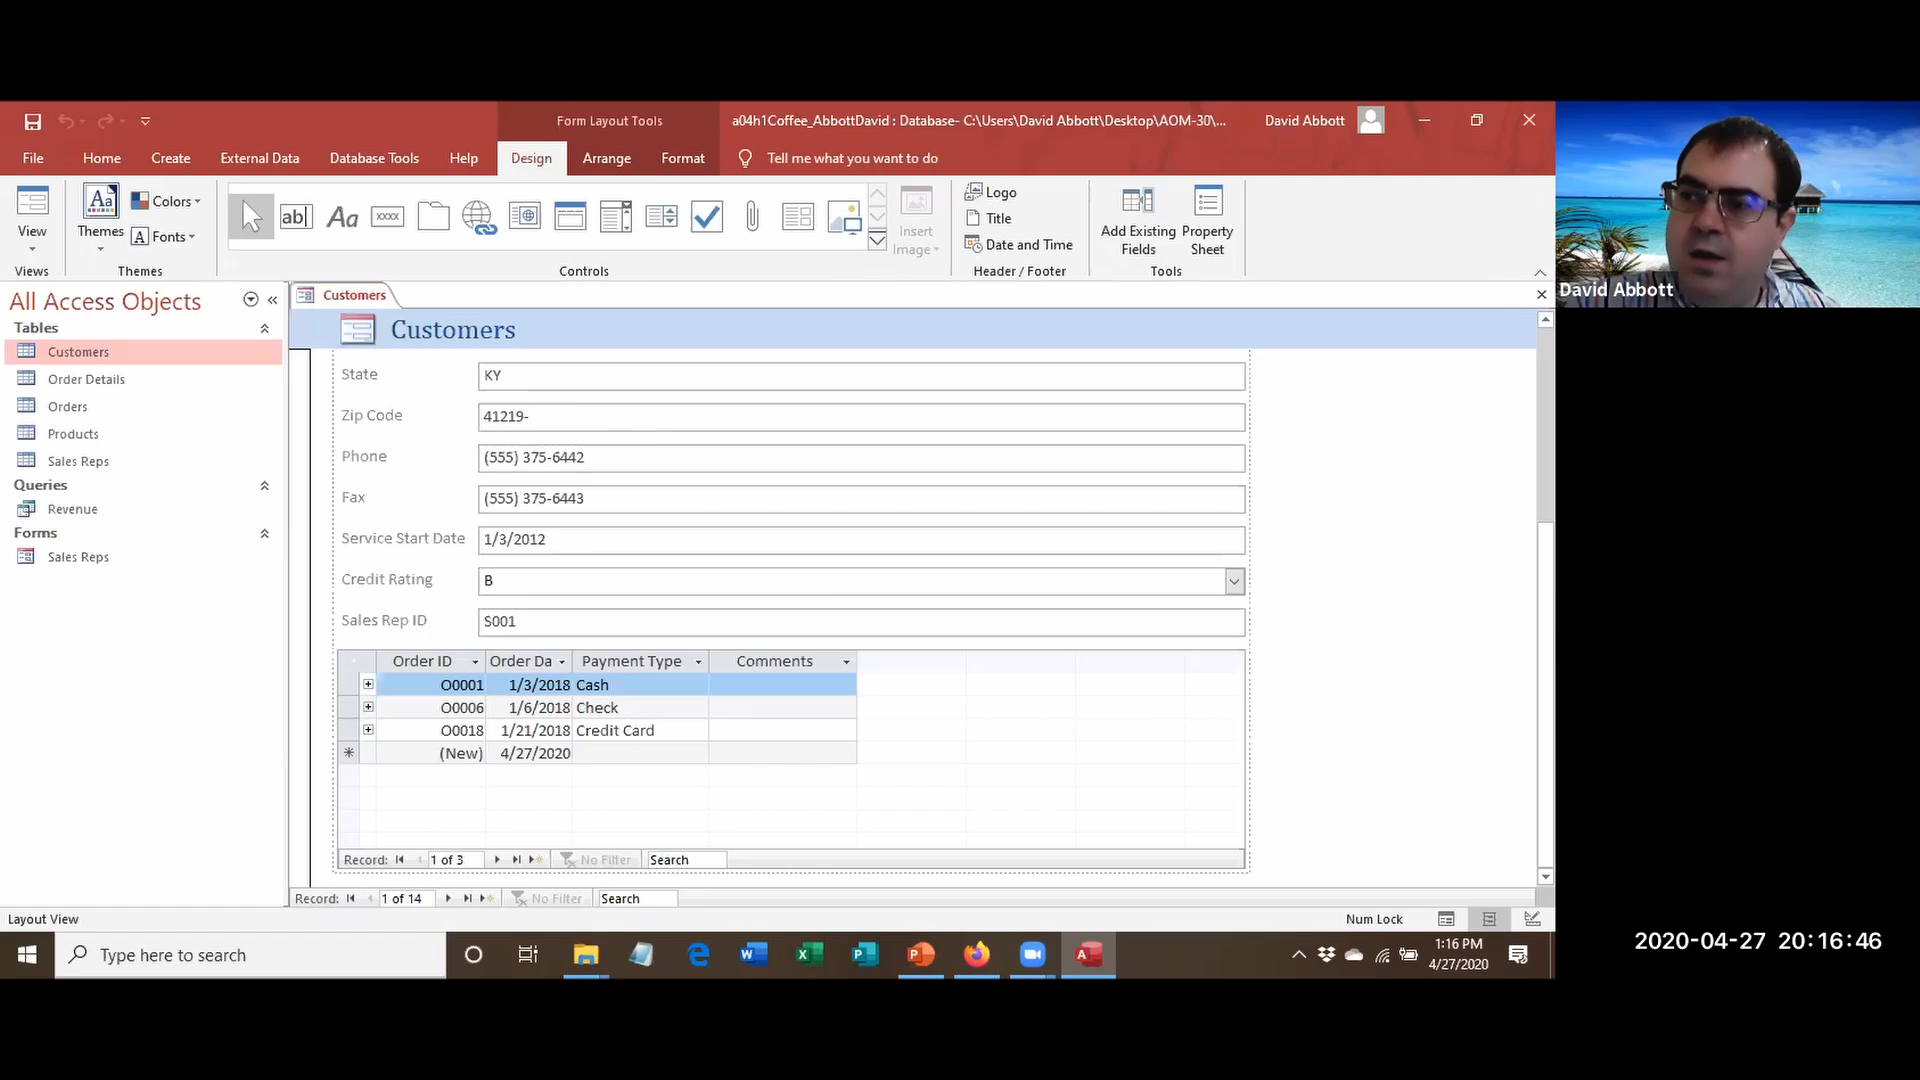 Form Layout Tools
a04h1Coffee_AbbottDavid : Database- C:\Users\David Abbott\Desktop\AOM-30\...
David Abbott
File Home Create External Data Database Tools Help Design Arrange Format Tell me what you want to do
View
Views
Themes
Aa
Colors
A Fonts
Themes
ab|
Aa
xxxx
Controls
Insert Image
Logo
Title
Date and Time
Header / Footer
Add Existing Fields
Property Sheet
Tools
All Access Objects
Tables
Customers
Order Details
Orders
Products
Sales Reps
Queries
Revenue
Forms
Sales Reps
Customers
Customers
State KY
Zip Code 41219-
Phone (555) 375-6442
Fax (555) 375-6443
Service Start Date 1/3/2012
Credit Rating B
Sales Rep ID S001
Order ID Order Da Payment Type Comments
O0001 1/3/2018 Cash
O0006 1/6/2018 Check
O0018 1/21/2018 Credit Card
(New) 4/27/2020
Record: 1 of 3 No Filter Search
Record: 1 of 14 No Filter Search
Layout View
Num Lock
Type here to search
1:16 PM
4/27/2020
David Abbott
2020-04-27 20:16:46